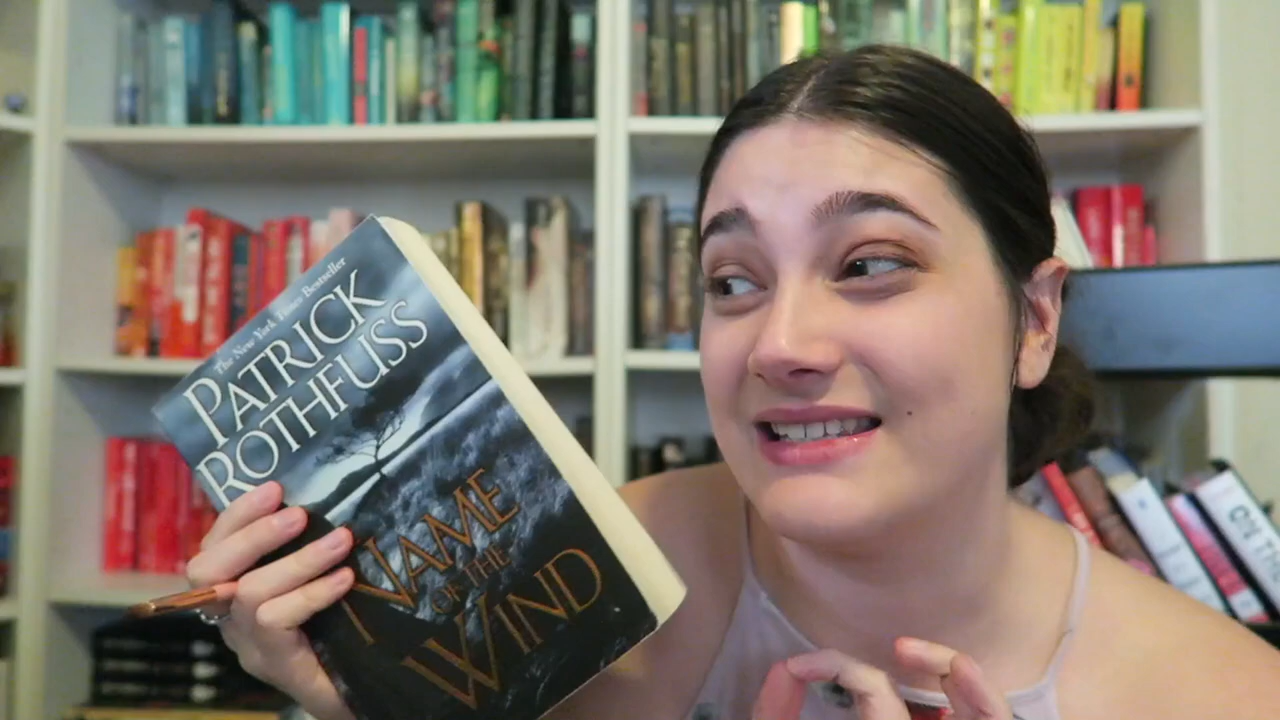 The New York Times Bestseller
PATRICK
ROTHFUSS
NAME
OF THE
WIND